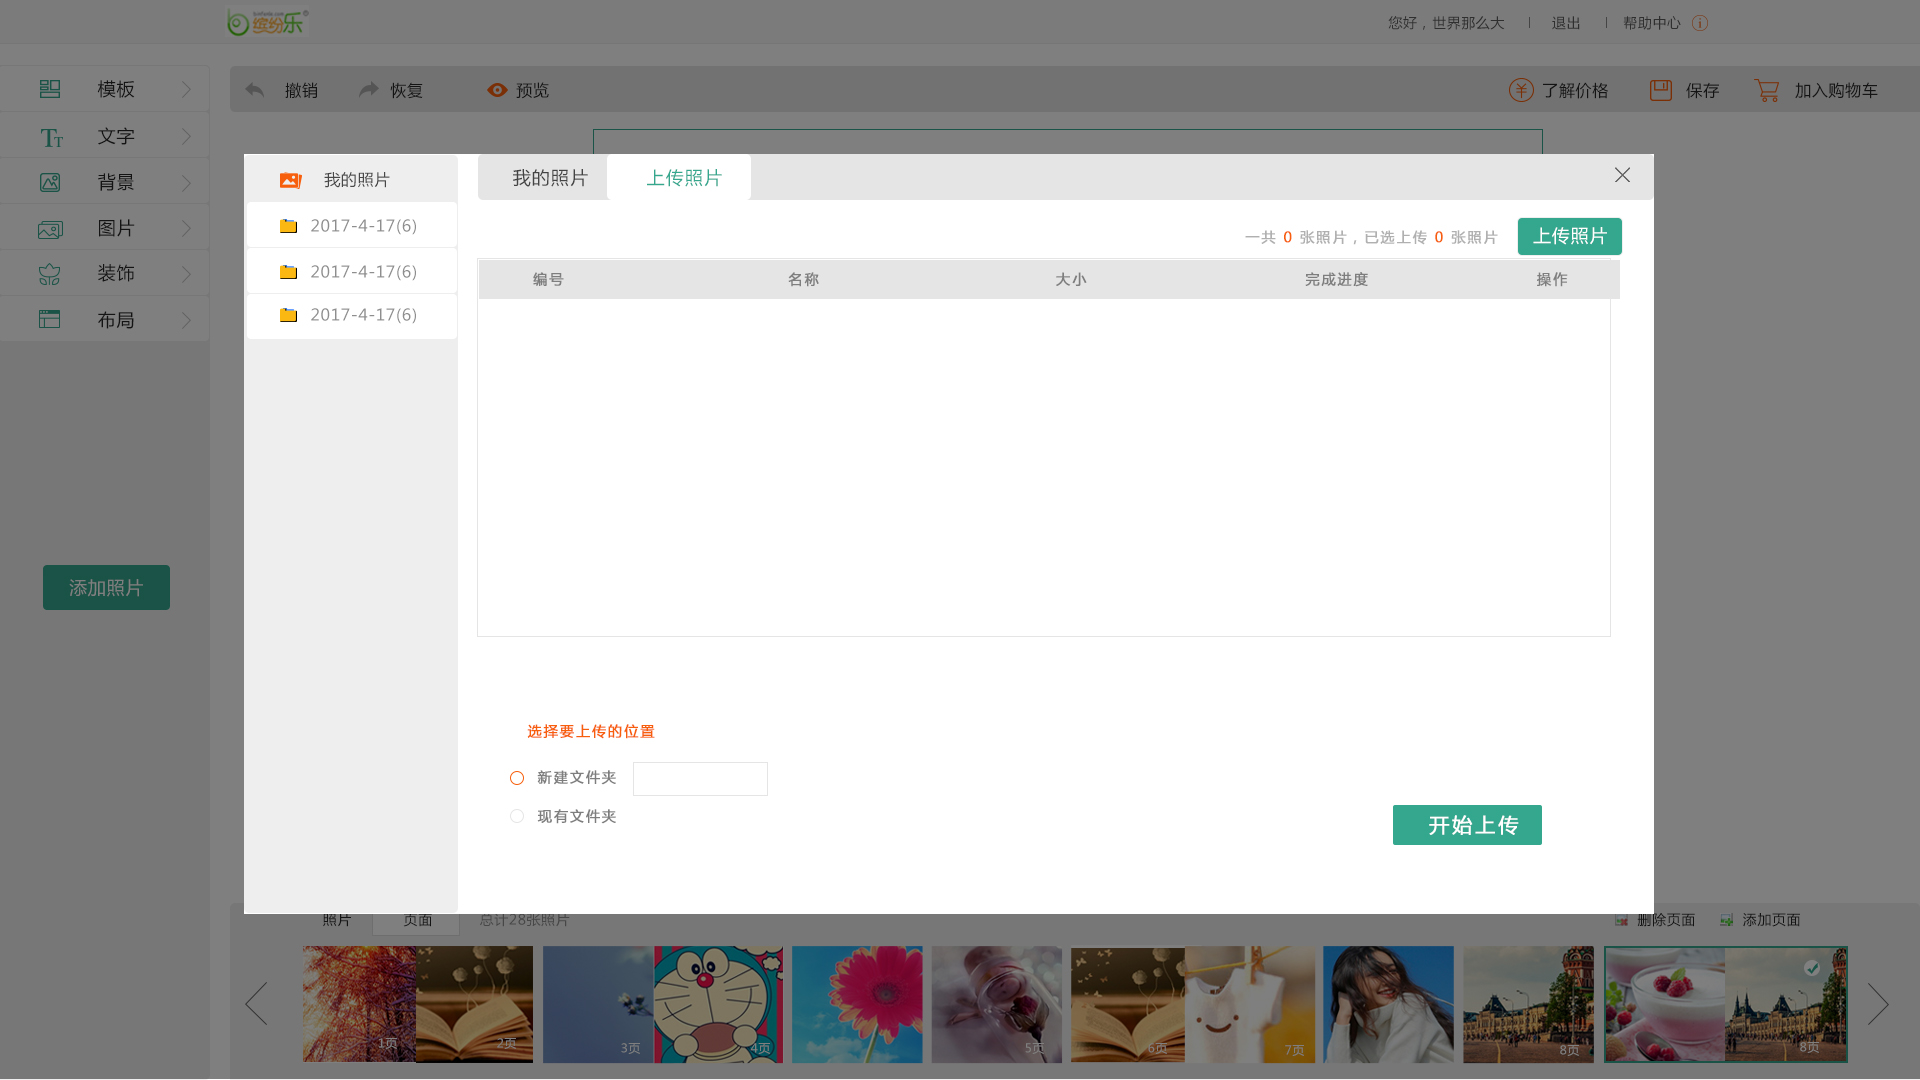 缤纷乐
您好，世界那么大
退出
帮助中心
模板
文字
背景
图片
装饰
布局
添加照片
撤销
恢复
预览
了解价格
保存
加入购物车
我的照片
2017-4-17(6)
2017-4-17(6)
2017-4-17(6)
我的照片
上传照片
一共 0 张照片，已选上传 0 张照片
上传照片
编号 名称 大小 完成进度 操作
选择要上传的位置
新建文件夹
现有文件夹
开始上传
照片
页面
总计28张照片
删除页面
添加页面
1页
2页
3页
4页
5页
6页
7页
8页
8页